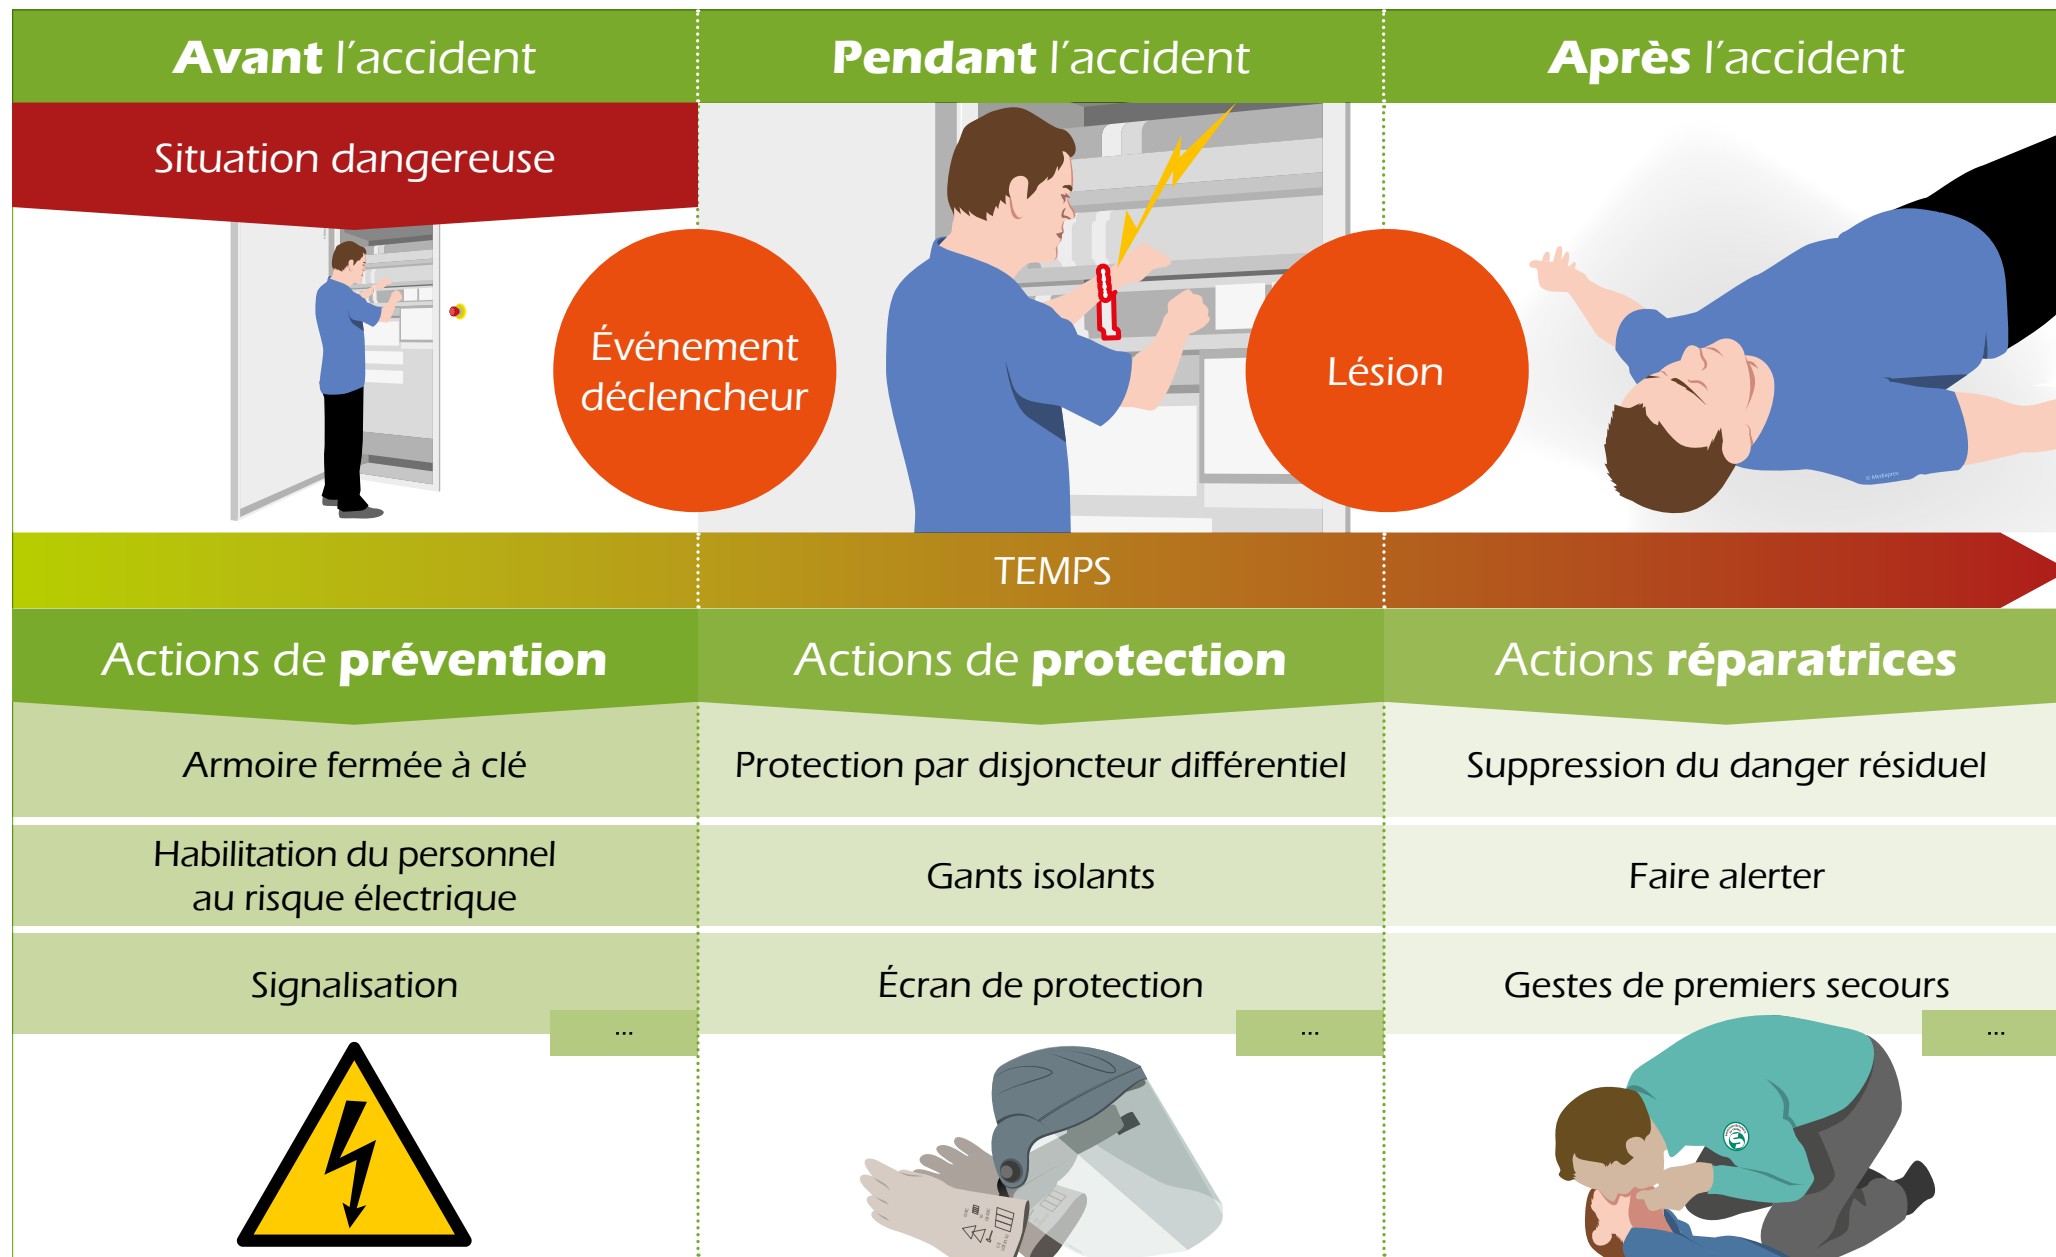 Avant l'accident
Pendant l'accident
Après l'accident
Situation dangereuse
Événement
déclencheur
Lésion
© Mediaprev
TEMPS
Actions de prévention
Actions de protection
Actions réparatrices
Armoire fermée à clé
Protection par disjoncteur différentiel
Suppression du danger résiduel
Habilitation du personnel
au risque électrique
Gants isolants
Faire alerter
Signalisation
Écran de protection
Gestes de premiers secours
...
...
...